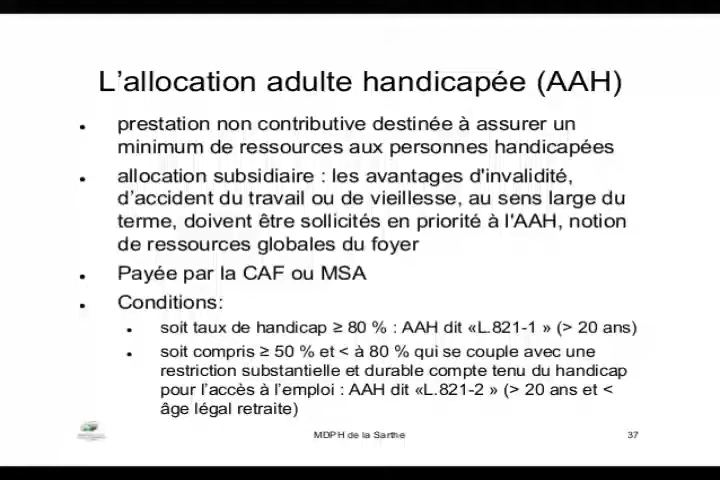 L'allocation adulte handicapée (AAH)
• prestation non contributive destinée à assurer un
minimum de ressources aux personnes handicapées
• allocation subsidiaire : les avantages d'invalidité,
d'accident du travail ou de vieillesse, au sens large du
terme, doivent être sollicités en priorité à l'AAH, notion
de ressources globales du foyer
• Payée par la CAF ou MSA
• Conditions:
• soit taux de handicap ≥ 80 % : AAH dit «L.821-1 » (> 20 ans)
• soit compris ≥ 50 % et < à 80 % qui se couple avec une
restriction substantielle et durable compte tenu du handicap
pour l'accès à l'emploi : AAH dit «L.821-2 » (> 20 ans et <
âge légal retraite)
MDPH de la Sarthe
37